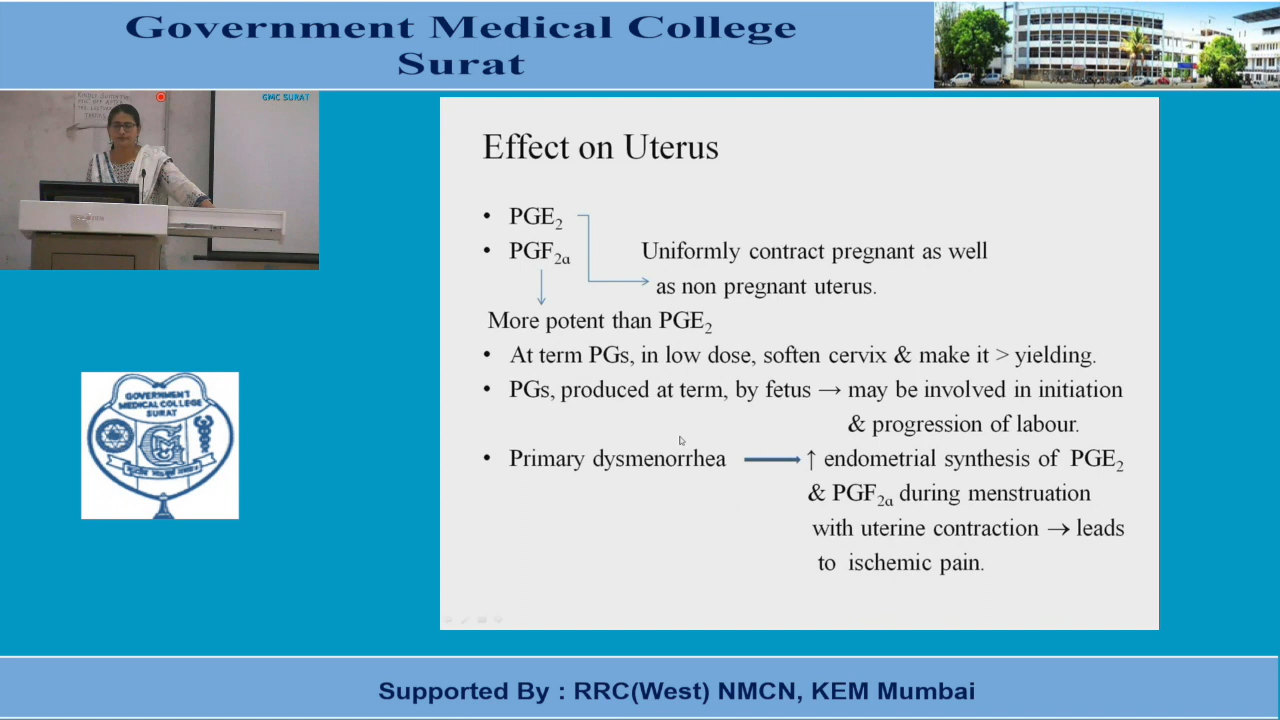 Government Medical College
Surat
KINDLY SWITCH OFF
GMC SURAT
Effect on Uterus
• PGE₂
• PGF₂α Uniformly contract pregnant as well
as non pregnant uterus.
More potent than PGE₂
• At term PGs, in low dose, soften cervix & make it > yielding.
• PGs, produced at term, by fetus → may be involved in initiation
& progression of labour.
• Primary dysmenorrhea → ↑ endometrial synthesis of PGE₂
& PGF₂α during menstruation
with uterine contraction → leads
to ischemic pain.
GOVERNMENT
MEDICAL COLLEGE
SURAT
Supported By : RRC(West) NMCN, KEM Mumbai